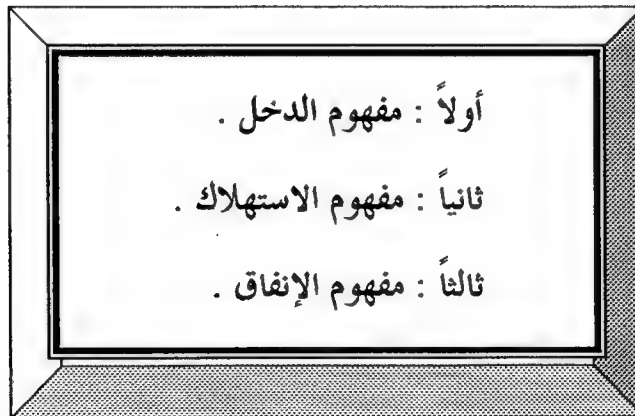 أولاً : مفهوم الدخل .
ثانياً : مفهوم الاستهلاك .
ثالثاً : مفهوم الإنفاق .